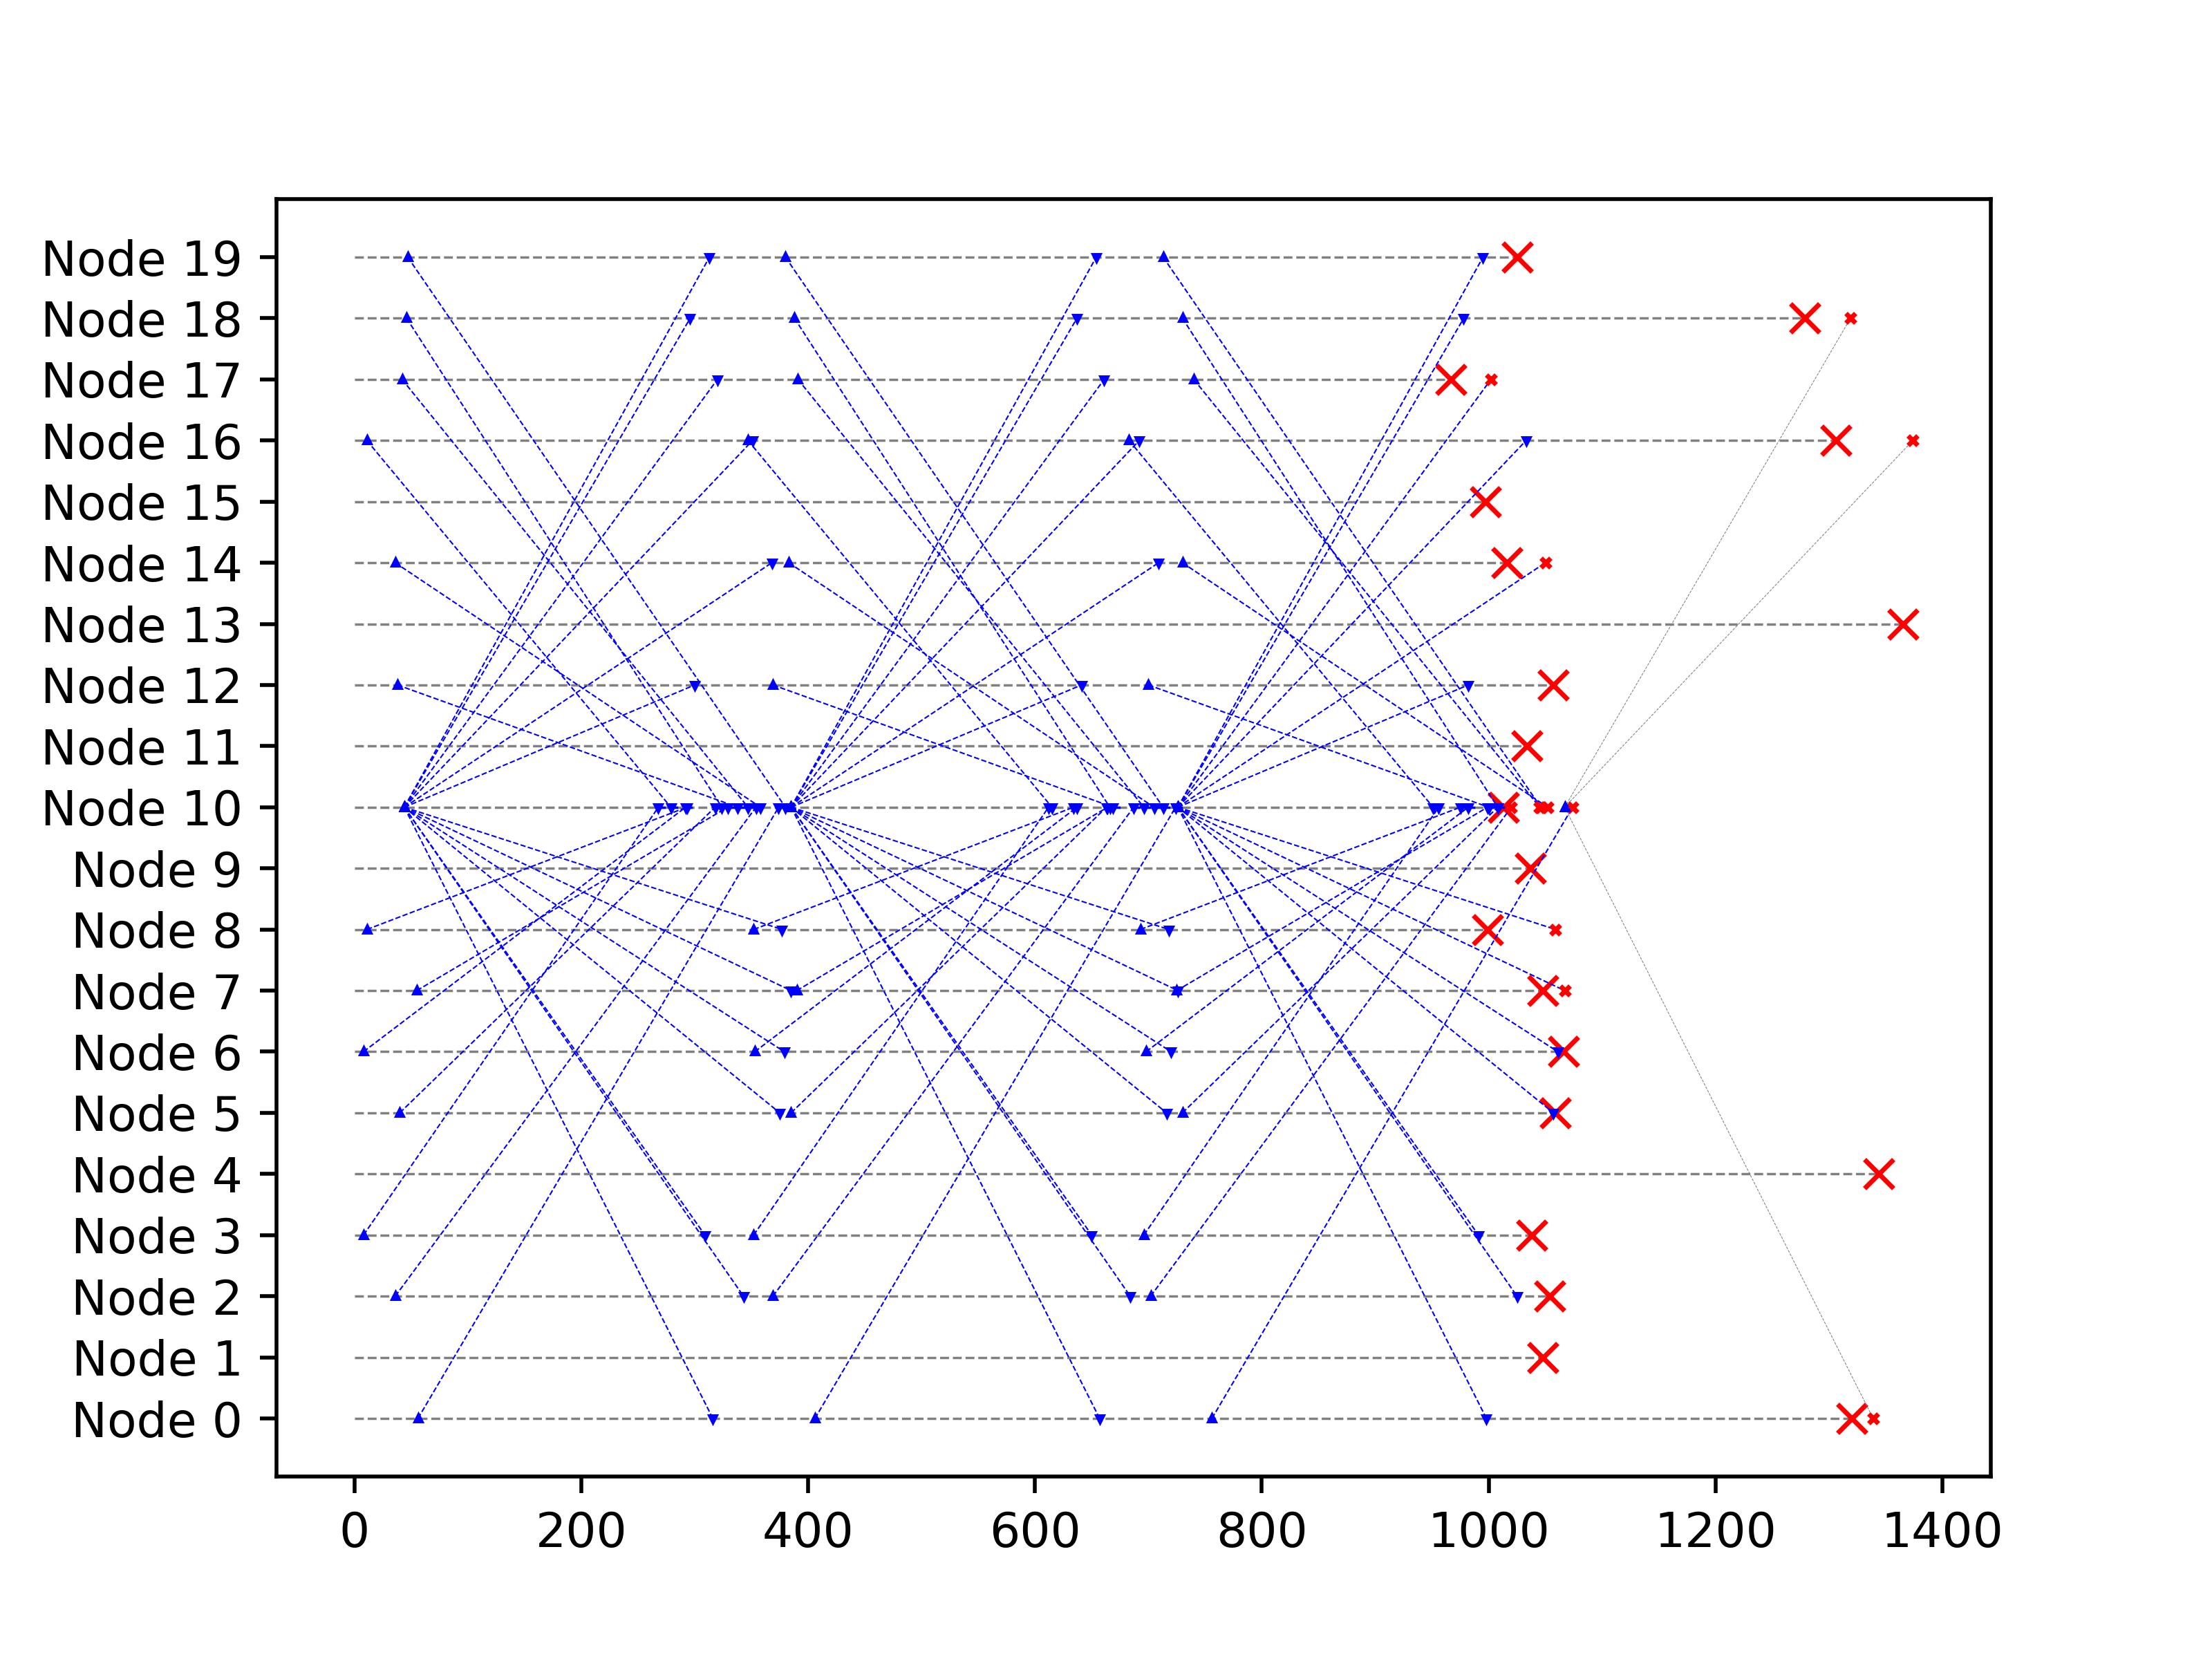 Node 19
Node 18
Node 17
Node 16
Node 15
Node 14
Node 13
Node 12
Node 11
Node 10
Node 9
Node 8
Node 7
Node 6
Node 5
Node 4
Node 3
Node 2
Node 1
Node 0
0 200 400 600 800 1000 1200 1400